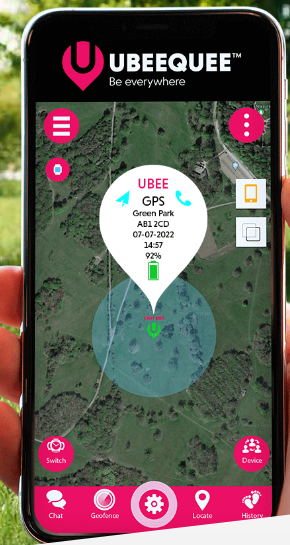 UBEEQUEE™
Be everywhere
UBEE
GPS
Green Park
AB1 2CD
07-07-2022
14:57
92%
Switch
Device
Chat
Geofence
Locate
History